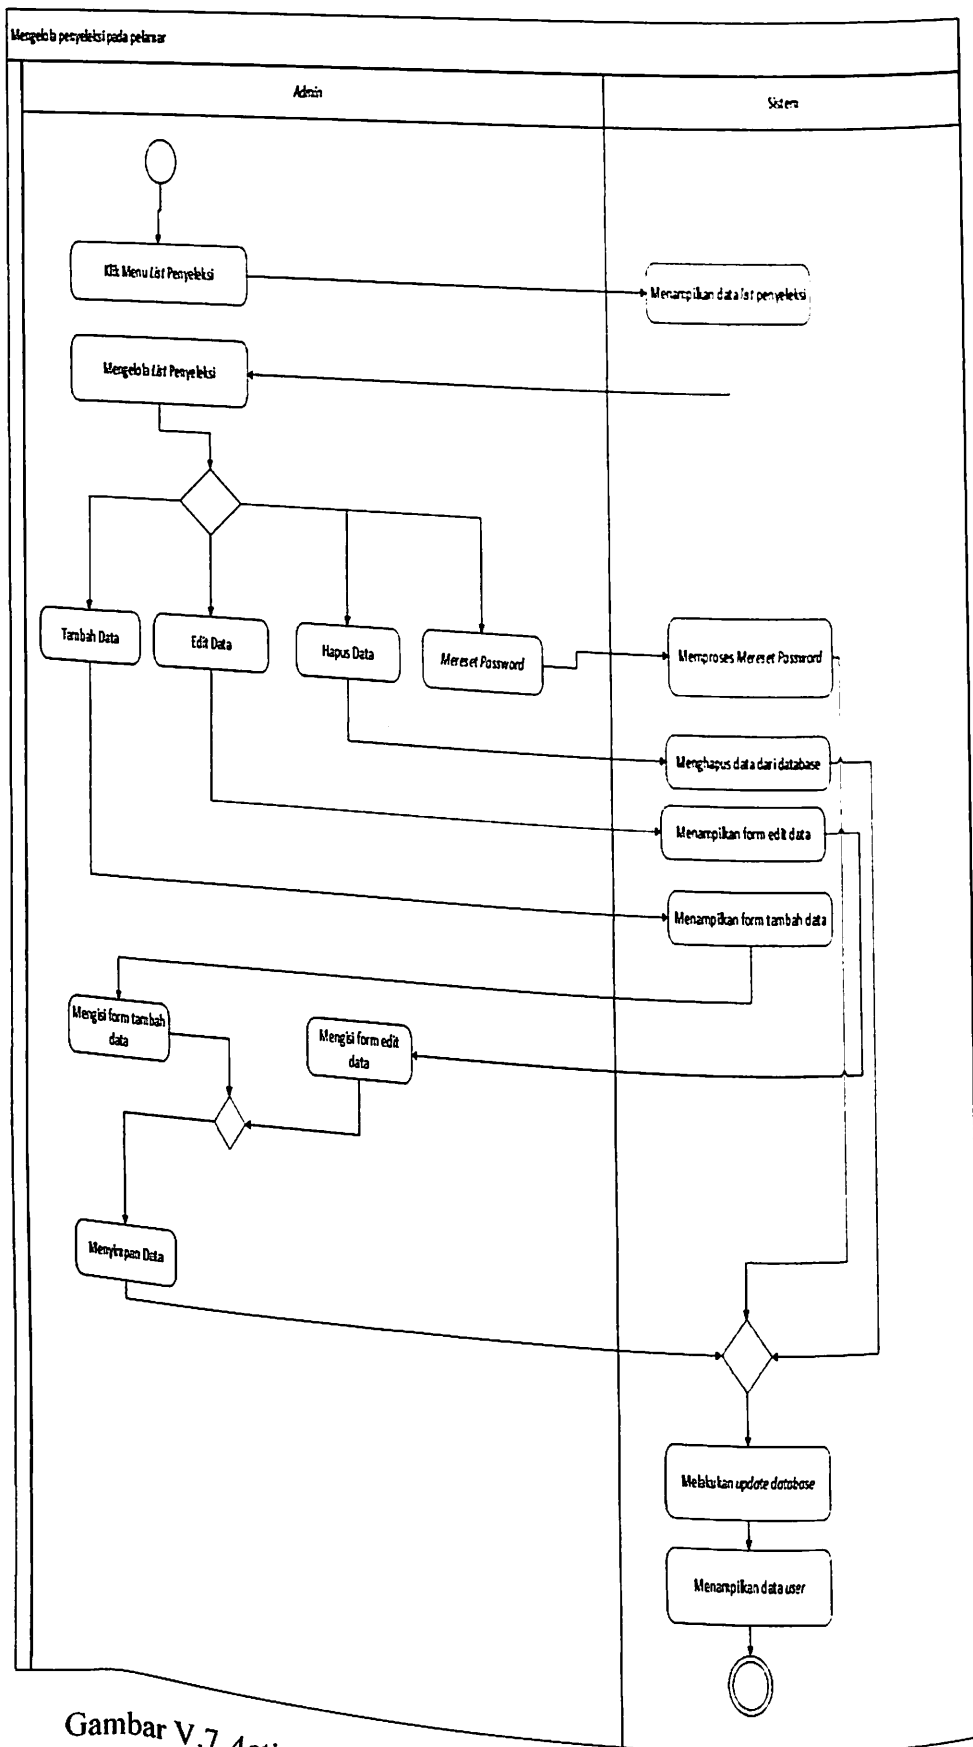 Mengelola penyeleksi pada pelamar
Admin
Sistem
Klik Menu List Penyeleksi
Menampilkan data list penyeleksi
Mengelola List Penyeleksi
Tambah Data
Edit Data
Hapus Data
Mereset Password
Memproses Mereset Password
Menghapus data dari database
Menampilkan form edit data
Menampilkan form tambah data
Mengisi form tambah
data
Mengisi form edit
data
Menyimpan Data
Melakukan update database
Menampilkan data user
Gambar V.7